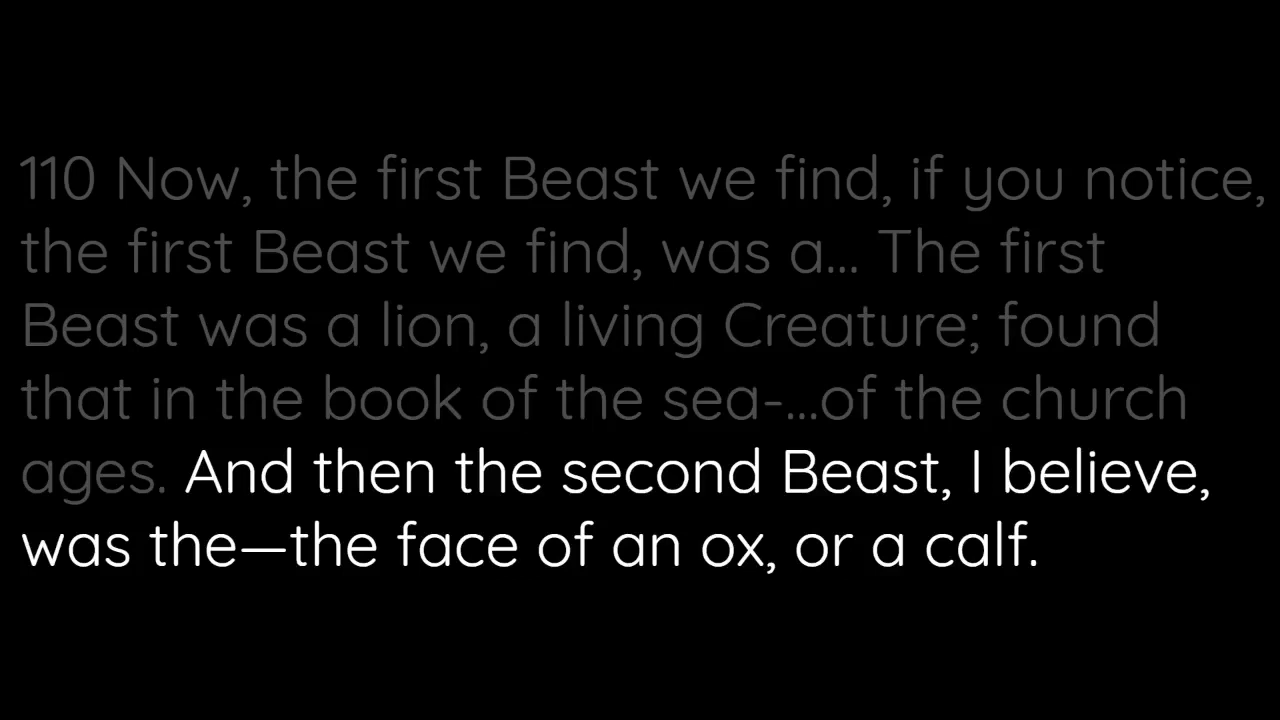 110 Now, the first Beast we find, if you notice,
the first Beast we find, was a... The first
Beast was a lion, a living Creature; found
that in the book of the sea-...of the church
ages. And then the second Beast, I believe,
was the—the face of an ox, or a calf.